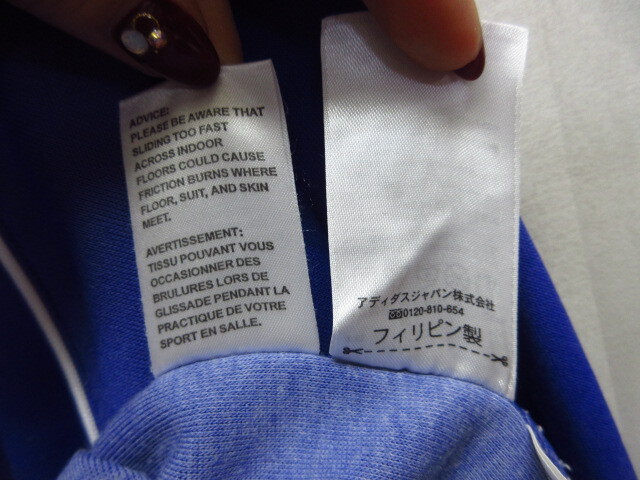 ADVICE:
PLEASE BE AWARE THAT
SLIDING TOO FAST
ACROSS INDOOR
FLOORS COULD CAUSE
FRICTION BURNS WHERE
FLOOR, SUIT, AND SKIN
MEET.
AVERTISSEMENT:
TISSU POUVANT VOUS
OCCASIONNER DES
BRULURES LORS DE
GLISSADE PENDANT LA
PRACTIQUE DE VOTRE
SPORT EN SALLE.
アディダスジャパン株式会社
0120-810-654
フィリピン製